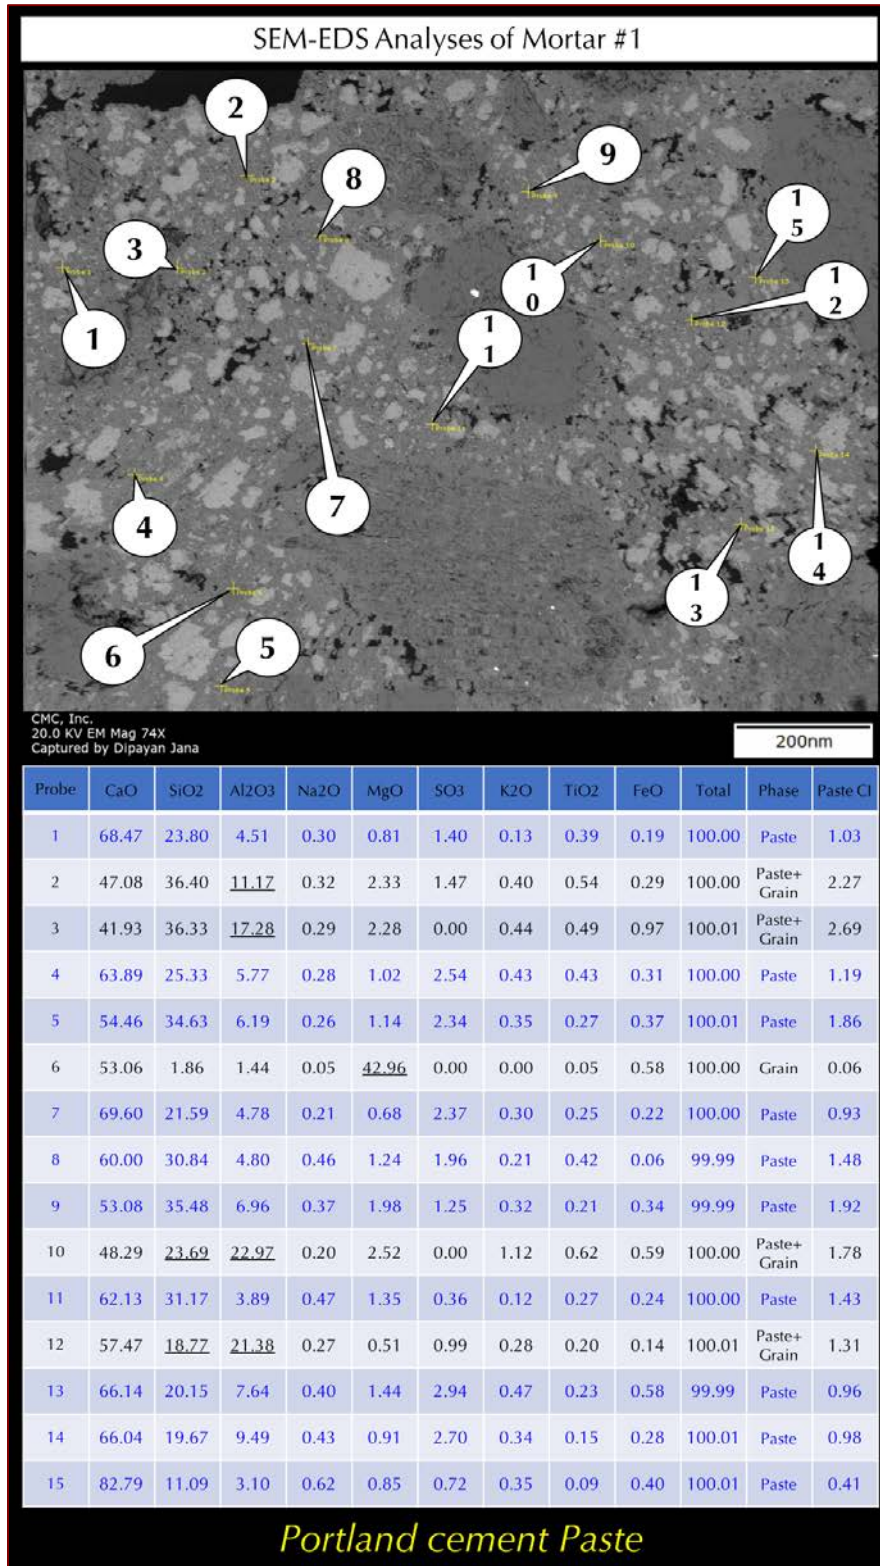 SEM-EDS Analyses of Mortar #1
2
9
8
1
5
3
1
0
1
2
1
1
1
7
4
1
4
1
3
6
5
CMC, Inc.
20.0 KV EM Mag 74X
Captured by Dipayan Jana
200nm
Probe CaO SiO2 Al2O3 Na2O MgO SO3 K2O TiO2 FeO Total Phase Paste CI
1 68.47 23.80 4.51 0.30 0.81 1.40 0.13 0.39 0.19 100.00 Paste 1.03
2 47.08 36.40 11.17 0.32 2.33 1.47 0.40 0.54 0.29 100.00 Paste+ Grain 2.27
3 41.93 36.33 17.28 0.29 2.28 0.00 0.44 0.49 0.97 100.01 Paste+ Grain 2.69
4 63.89 25.33 5.77 0.28 1.02 2.54 0.43 0.43 0.31 100.00 Paste 1.19
5 54.46 34.63 6.19 0.26 1.14 2.34 0.35 0.27 0.37 100.01 Paste 1.86
6 53.06 1.86 1.44 0.05 42.96 0.00 0.00 0.05 0.58 100.00 Grain 0.06
7 69.60 21.59 4.78 0.21 0.68 2.37 0.30 0.25 0.22 100.00 Paste 0.93
8 60.00 30.84 4.80 0.46 1.24 1.96 0.21 0.42 0.06 99.99 Paste 1.48
9 53.08 35.48 6.96 0.37 1.98 1.25 0.32 0.21 0.34 99.99 Paste 1.92
10 48.29 23.69 22.97 0.20 2.52 0.00 1.12 0.62 0.59 100.00 Paste+ Grain 1.78
11 62.13 31.17 3.89 0.47 1.35 0.36 0.12 0.27 0.24 100.00 Paste 1.43
12 57.47 18.77 21.38 0.27 0.51 0.99 0.28 0.20 0.14 100.01 Paste+ Grain 1.31
13 66.14 20.15 7.64 0.40 1.44 2.94 0.47 0.23 0.58 99.99 Paste 0.96
14 66.04 19.67 9.49 0.43 0.91 2.70 0.34 0.15 0.28 100.01 Paste 0.98
15 82.79 11.09 3.10 0.62 0.85 0.72 0.35 0.09 0.40 100.01 Paste 0.41
Portland cement Paste